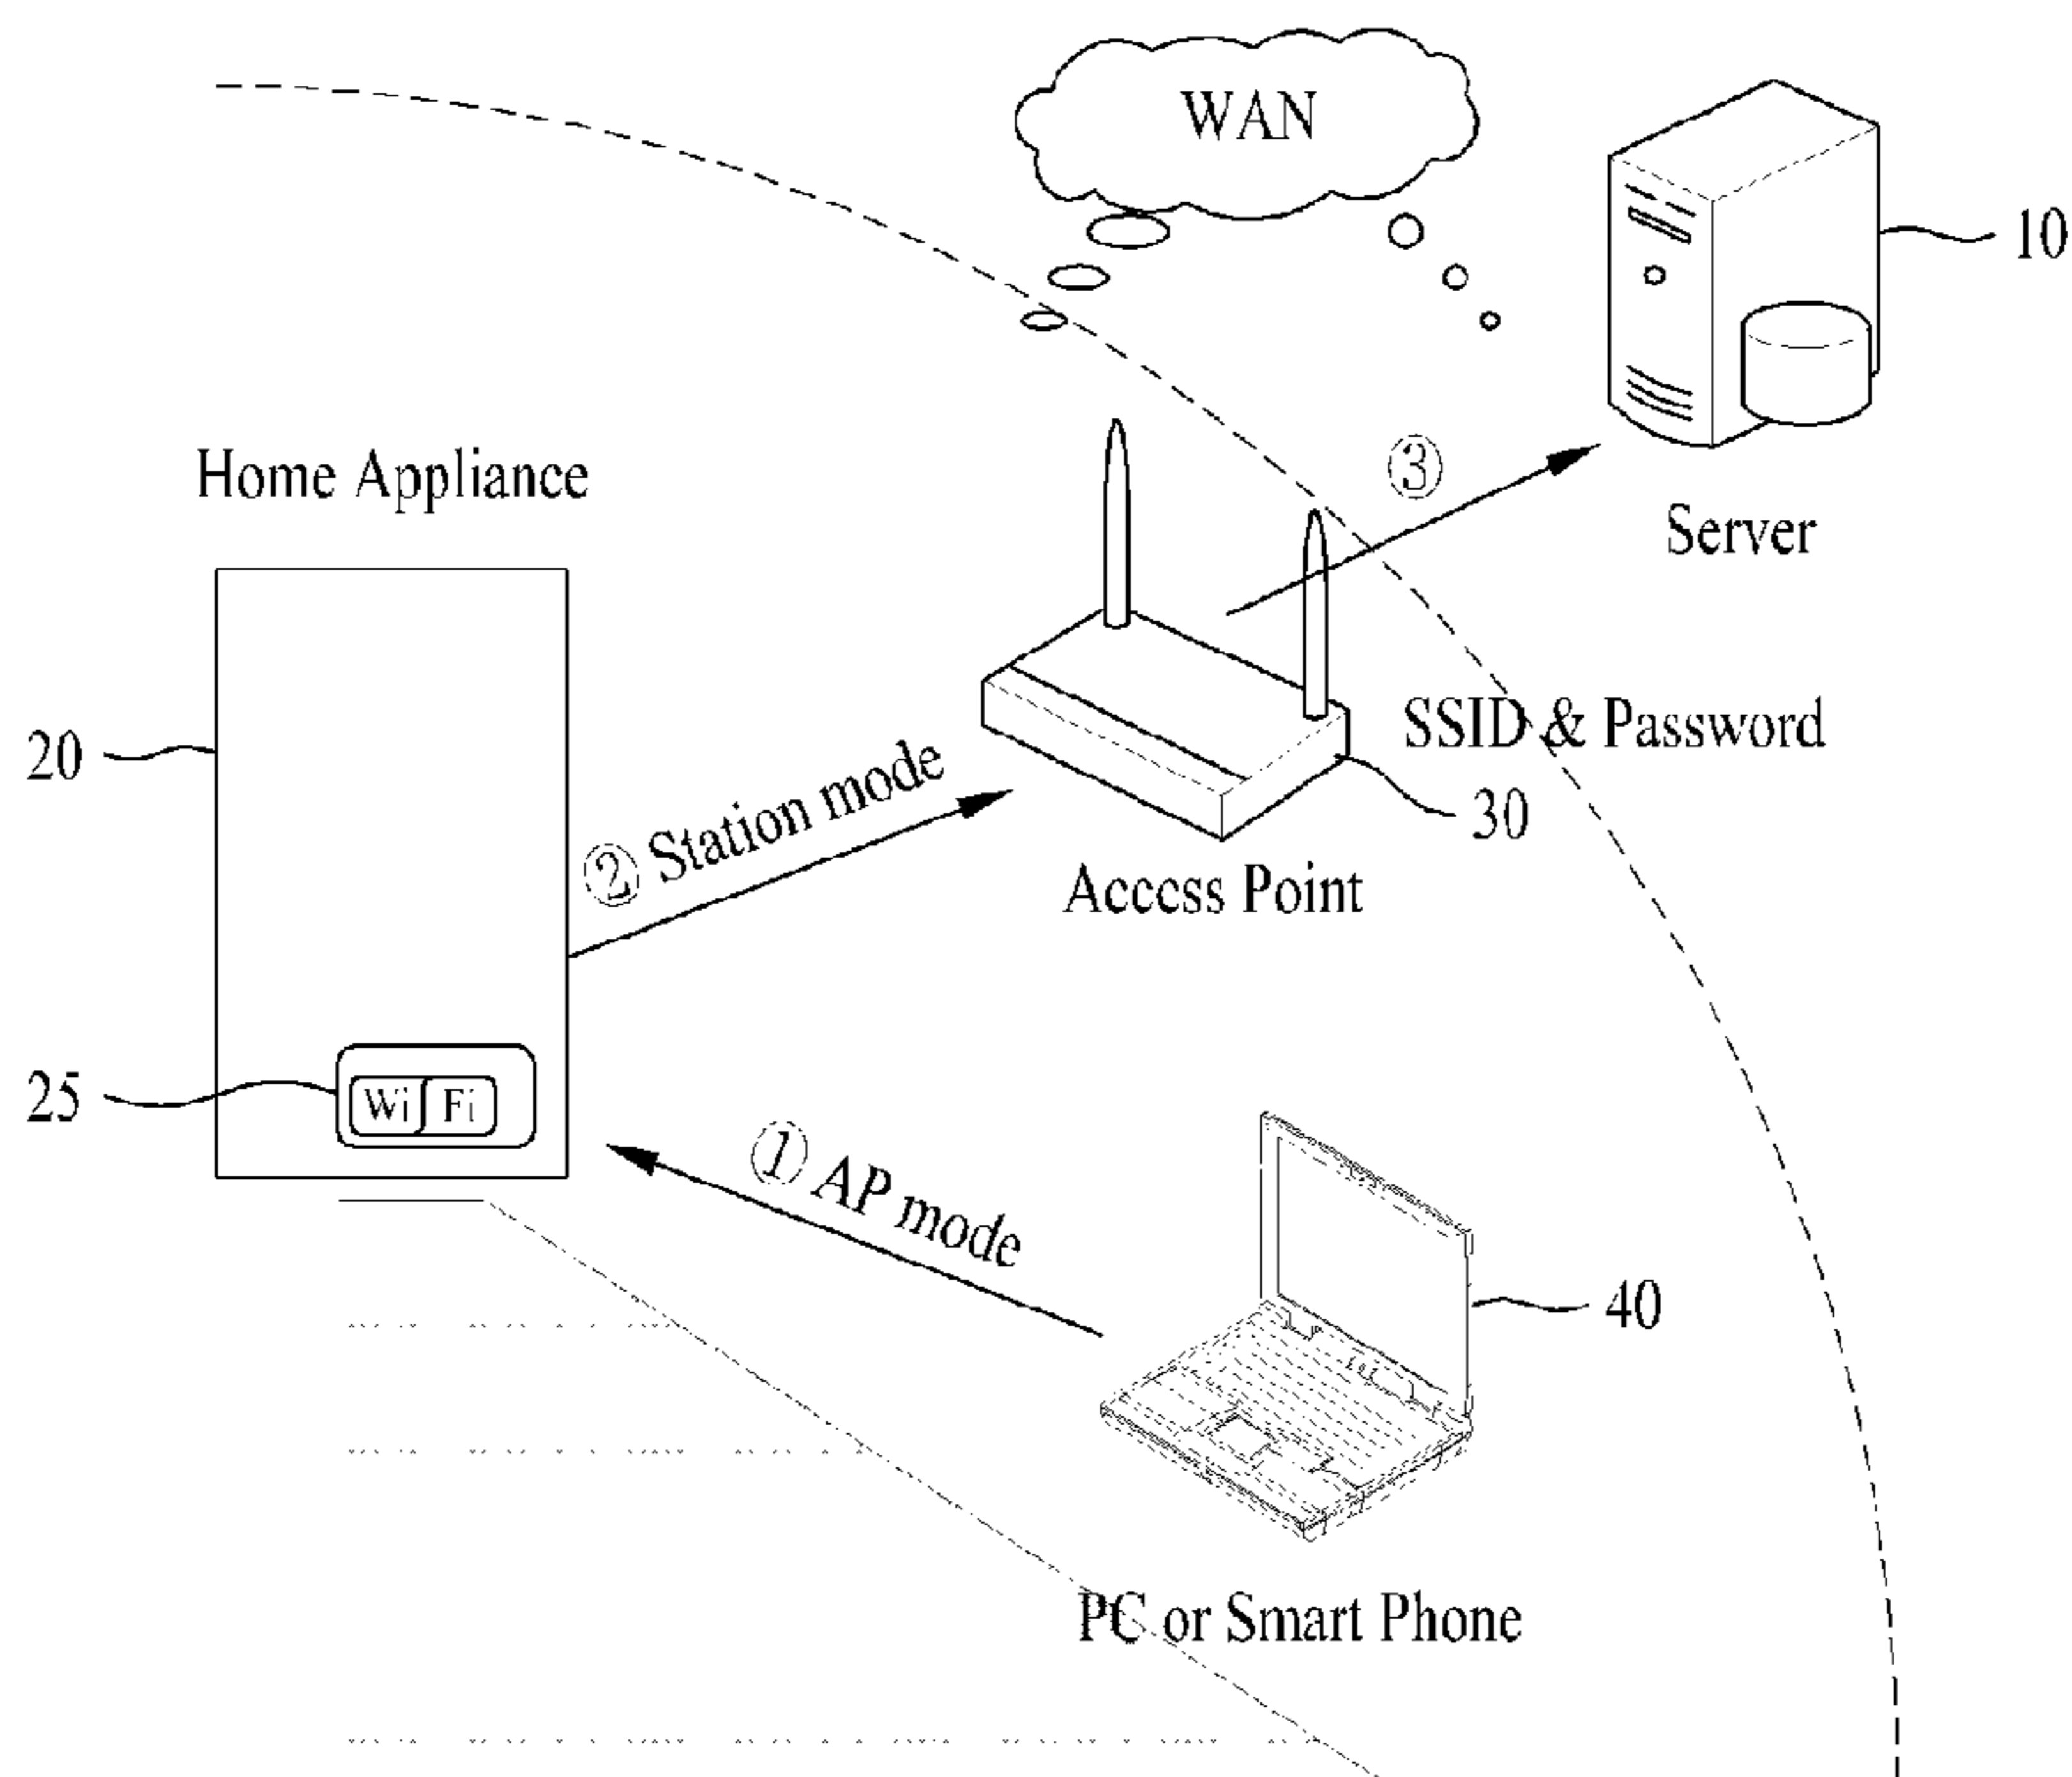 WAN
10
Home Appliance
③
Server
SSID & Password
20
② Station mode
30
Access Point
25
Wi Fi
① AP mode
40
PC or Smart Phone